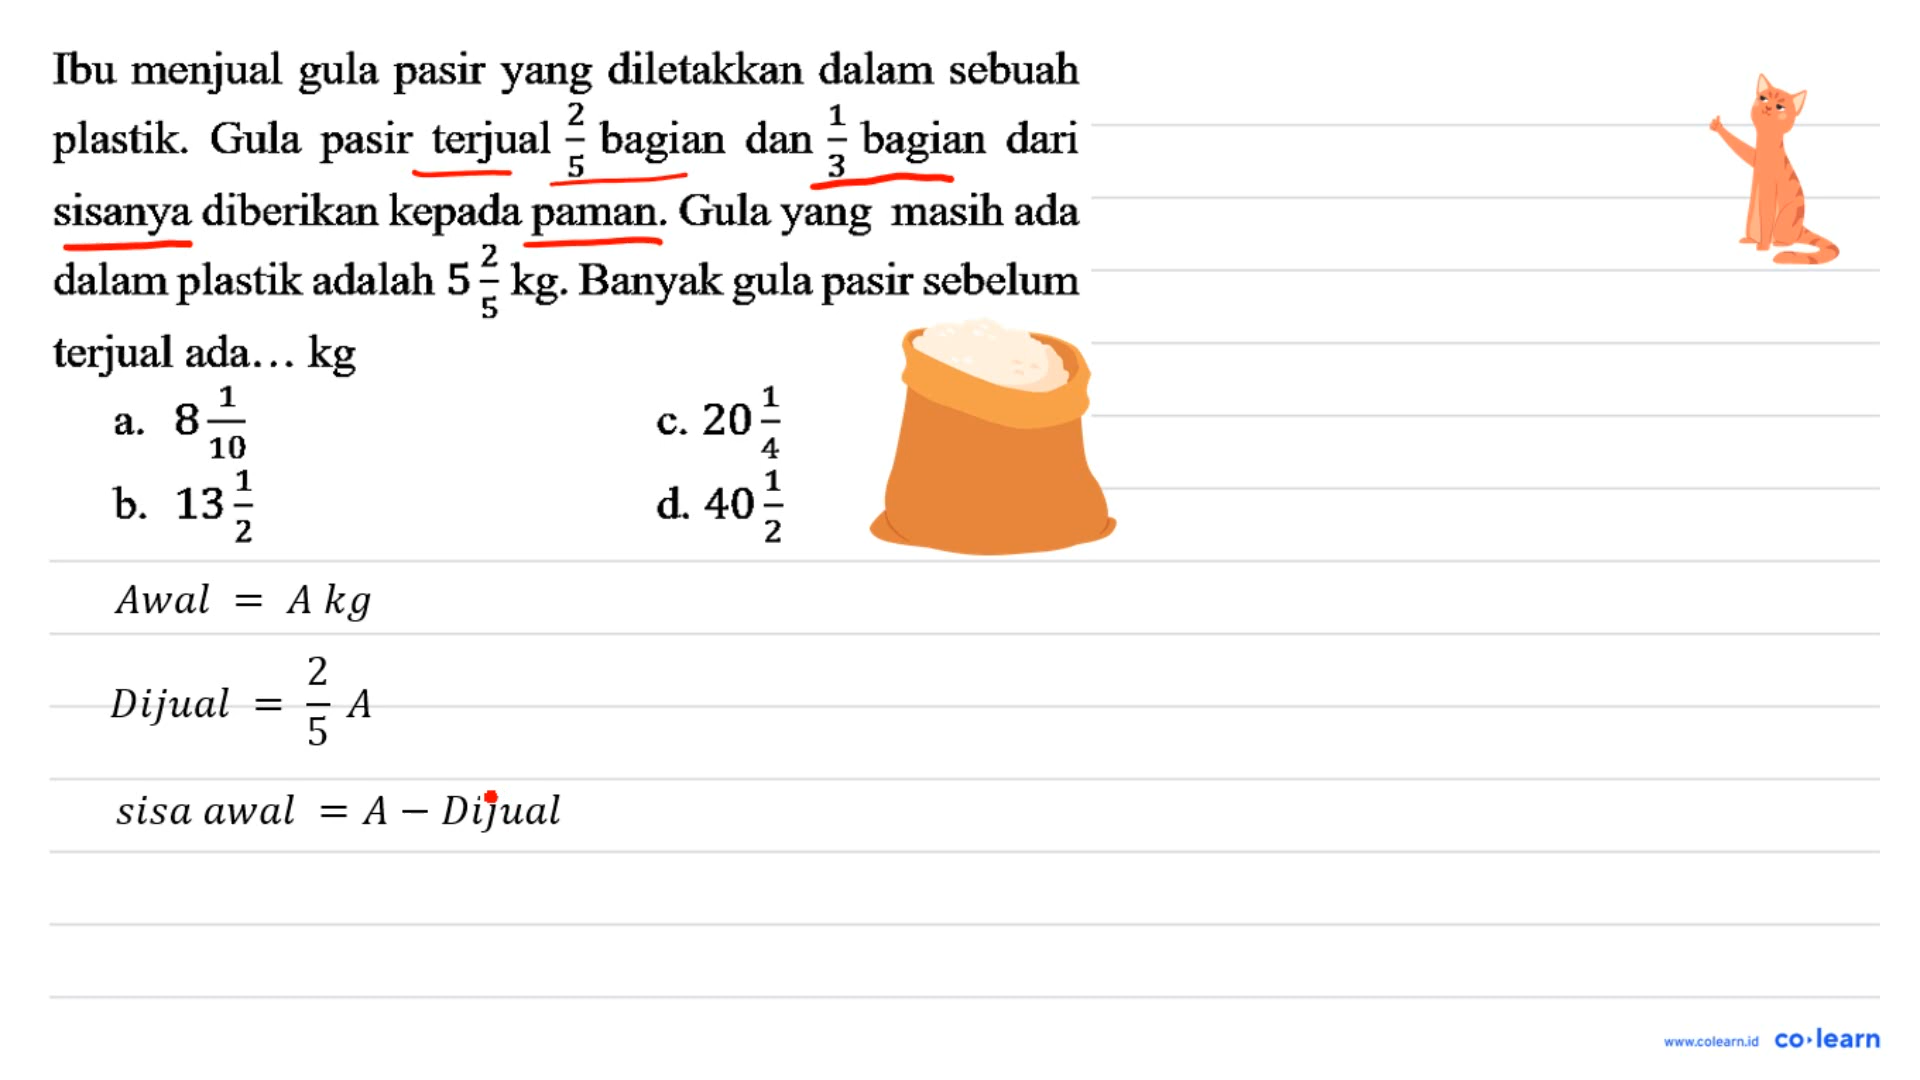 Ibu menjual gula pasir yang diletakkan dalam sebuah
plastik. Gula pasir terjual 2/5 bagian dan 1/3 bagian dari
sisanya diberikan kepada paman. Gula yang masih ada
dalam plastik adalah 5 2/5 kg. Banyak gula pasir sebelum
terjual ada… kg
a. 8 1/10
c. 20 1/4
b. 13 1/2
d. 40 1/2
Awal = A kg
Dijual = 2/5 A
sisa awal = A − Dijual
www.colearn.id co▸learn